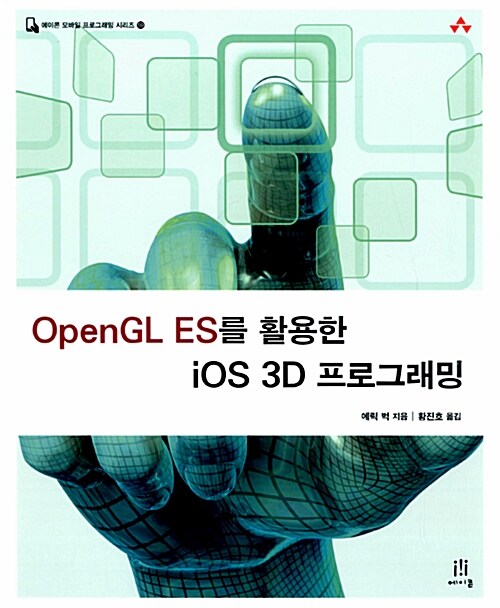 에이콘 모바일 프로그래밍 시리즈
OpenGL ES를 활용한
iOS 3D 프로그래밍
에릭 벅 지음 | 황진호 옮김
에이콘